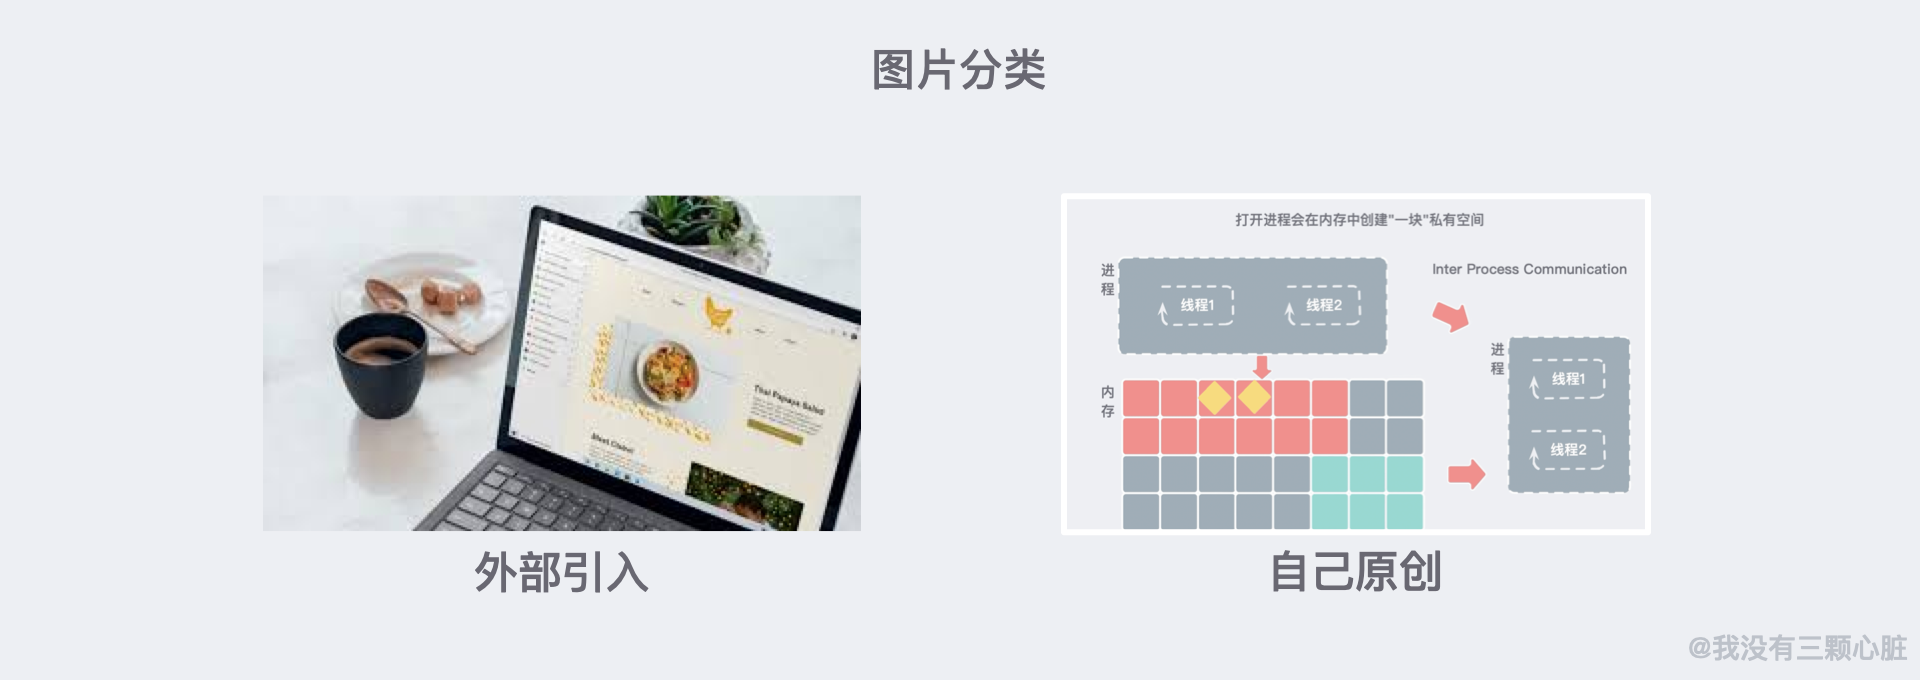 图片分类
打开进程会在内存中创建"一块"私有空间
Inter Process Communication
进程
线程1
线程2
进程
线程1
线程2
内存
Thai Papaya Salad
Meet Claire!
外部引入
自己原创
@我没有三颗心脏